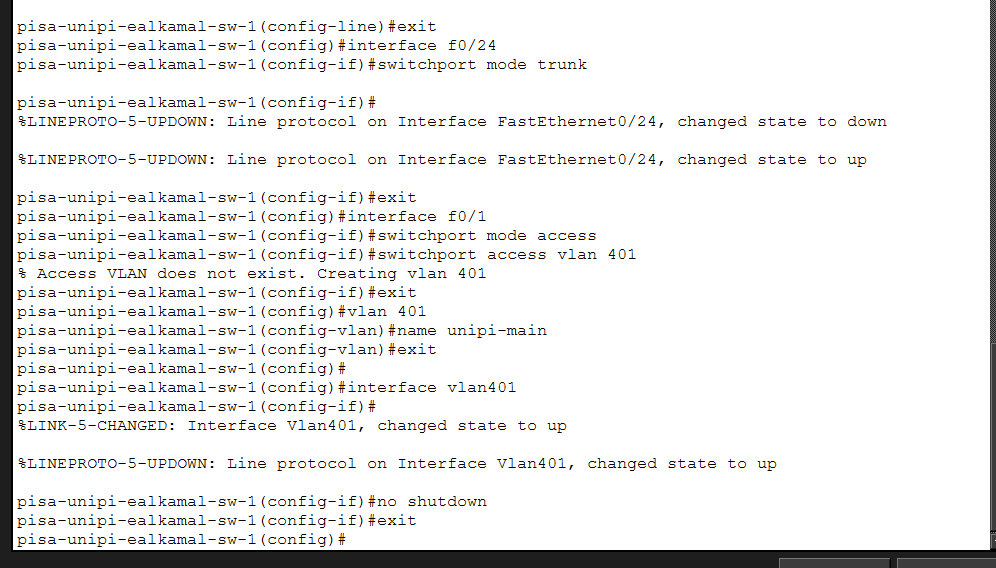 pisa-unipi-ealkamal-sw-1(config-line)#exit
pisa-unipi-ealkamal-sw-1(config)#interface f0/24
pisa-unipi-ealkamal-sw-1(config-if)#switchport mode trunk
pisa-unipi-ealkamal-sw-1(config-if)#
%LINEPROTO-5-UPDOWN: Line protocol on Interface FastEthernet0/24, changed state to down
%LINEPROTO-5-UPDOWN: Line protocol on Interface FastEthernet0/24, changed state to up
pisa-unipi-ealkamal-sw-1(config-if)#exit
pisa-unipi-ealkamal-sw-1(config)#interface f0/1
pisa-unipi-ealkamal-sw-1(config-if)#switchport mode access
pisa-unipi-ealkamal-sw-1(config-if)#switchport access vlan 401
% Access VLAN does not exist. Creating vlan 401
pisa-unipi-ealkamal-sw-1(config-if)#exit
pisa-unipi-ealkamal-sw-1(config)#vlan 401
pisa-unipi-ealkamal-sw-1(config-vlan)#name unipi-main
pisa-unipi-ealkamal-sw-1(config-vlan)#exit
pisa-unipi-ealkamal-sw-1(config)#
pisa-unipi-ealkamal-sw-1(config)#interface vlan401
pisa-unipi-ealkamal-sw-1(config-if)#
%LINK-5-CHANGED: Interface Vlan401, changed state to up
%LINEPROTO-5-UPDOWN: Line protocol on Interface Vlan401, changed state to up
pisa-unipi-ealkamal-sw-1(config-if)#no shutdown
pisa-unipi-ealkamal-sw-1(config-if)#exit
pisa-unipi-ealkamal-sw-1(config)#